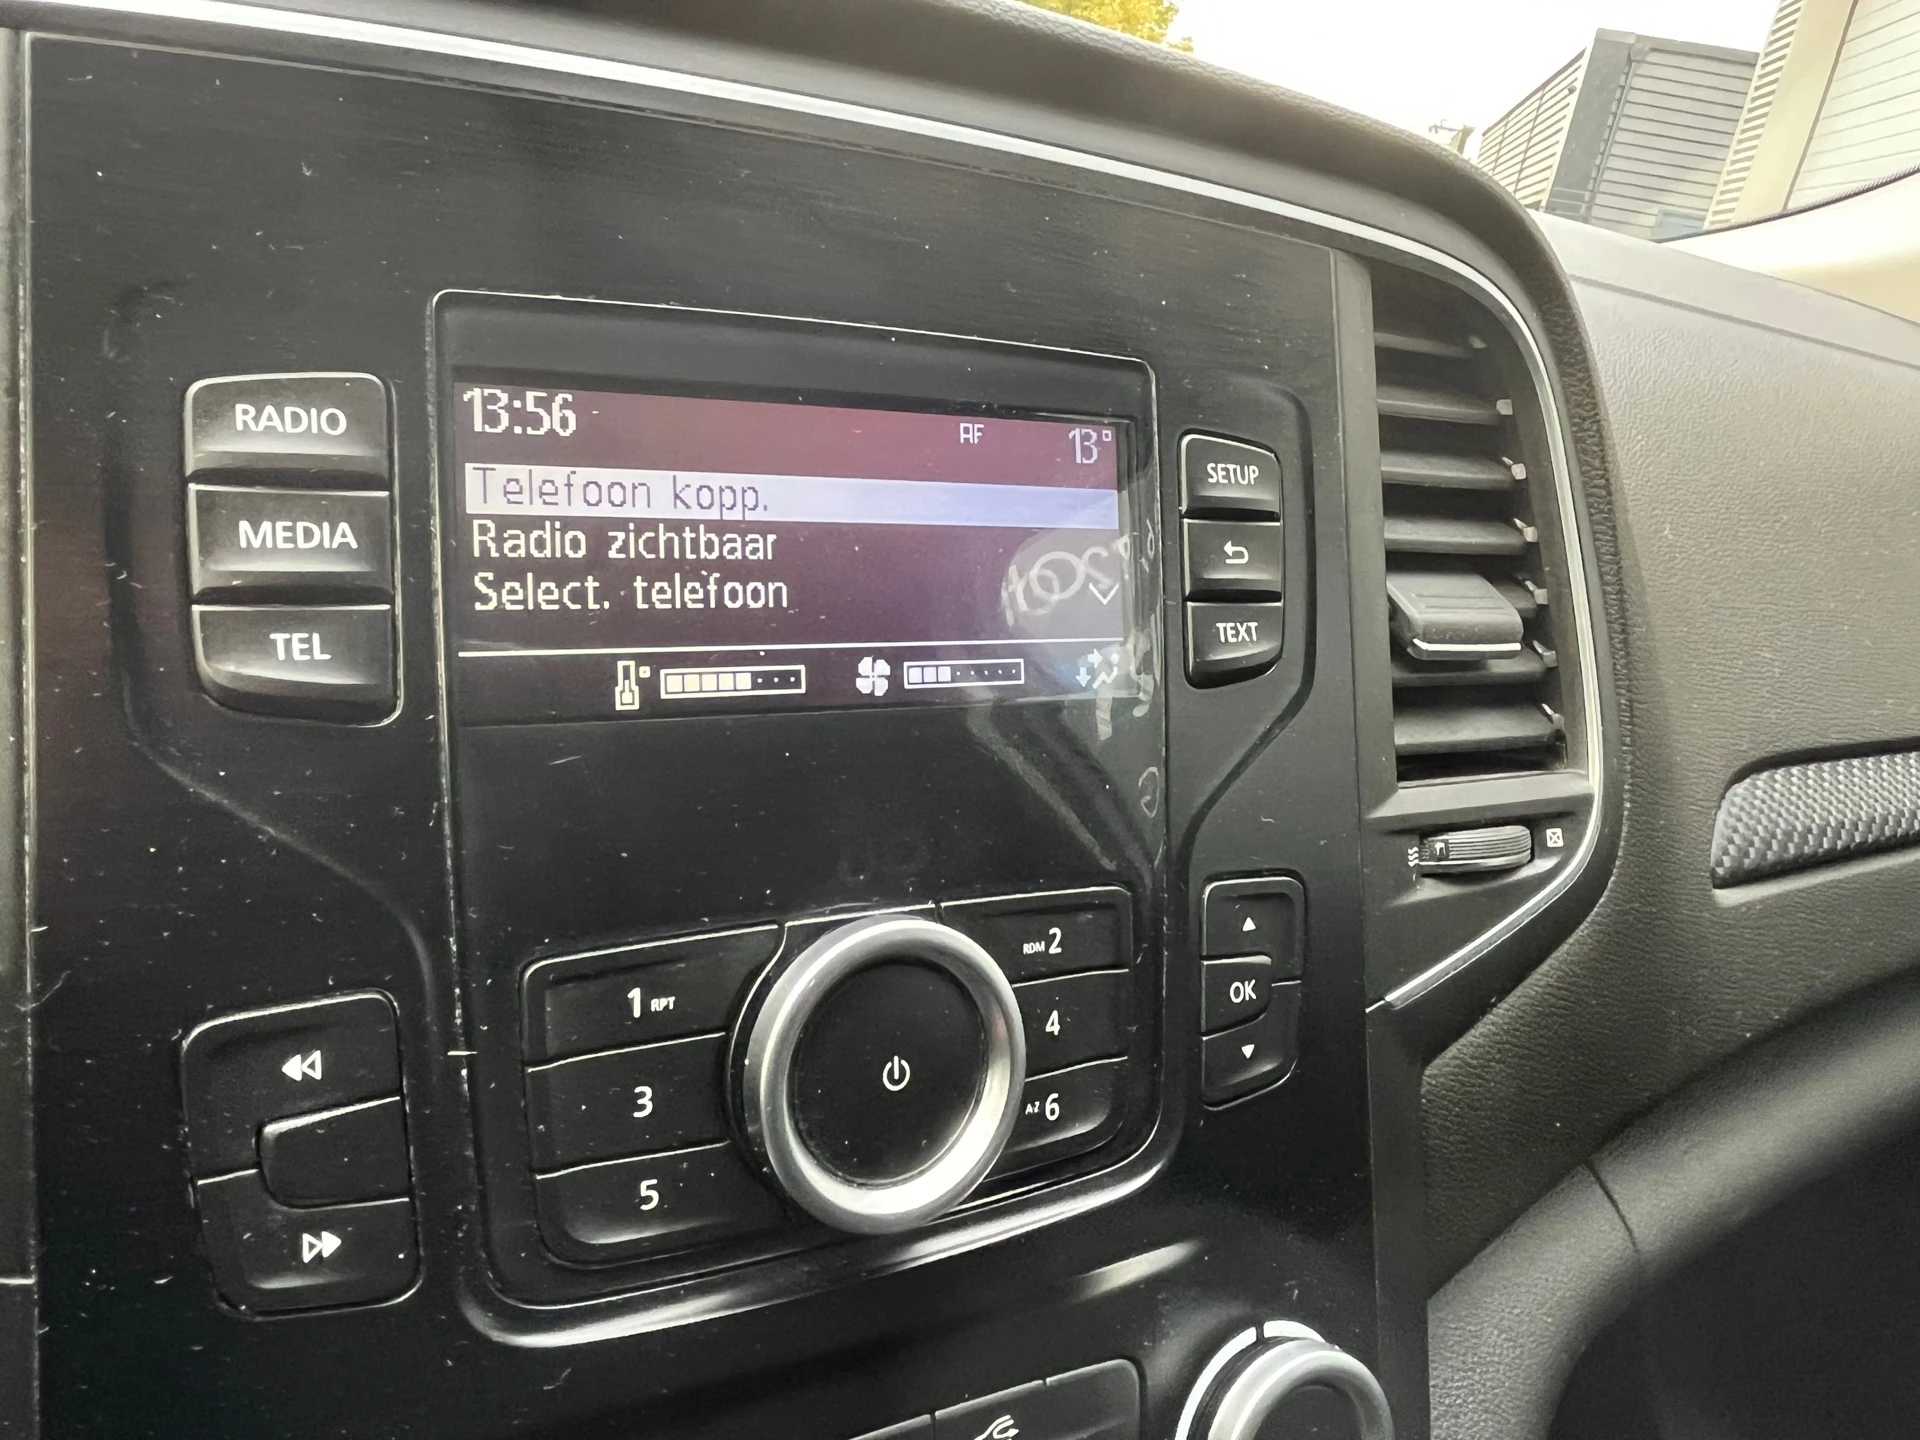 13:56
AF
13°
Telefoon kopp.
Radio zichtbaar
Select. telefoon
RADIO
MEDIA
TEL
SETUP
TEXT
1 RPT
RDM 2
3
4
5
A-Z 6
OK